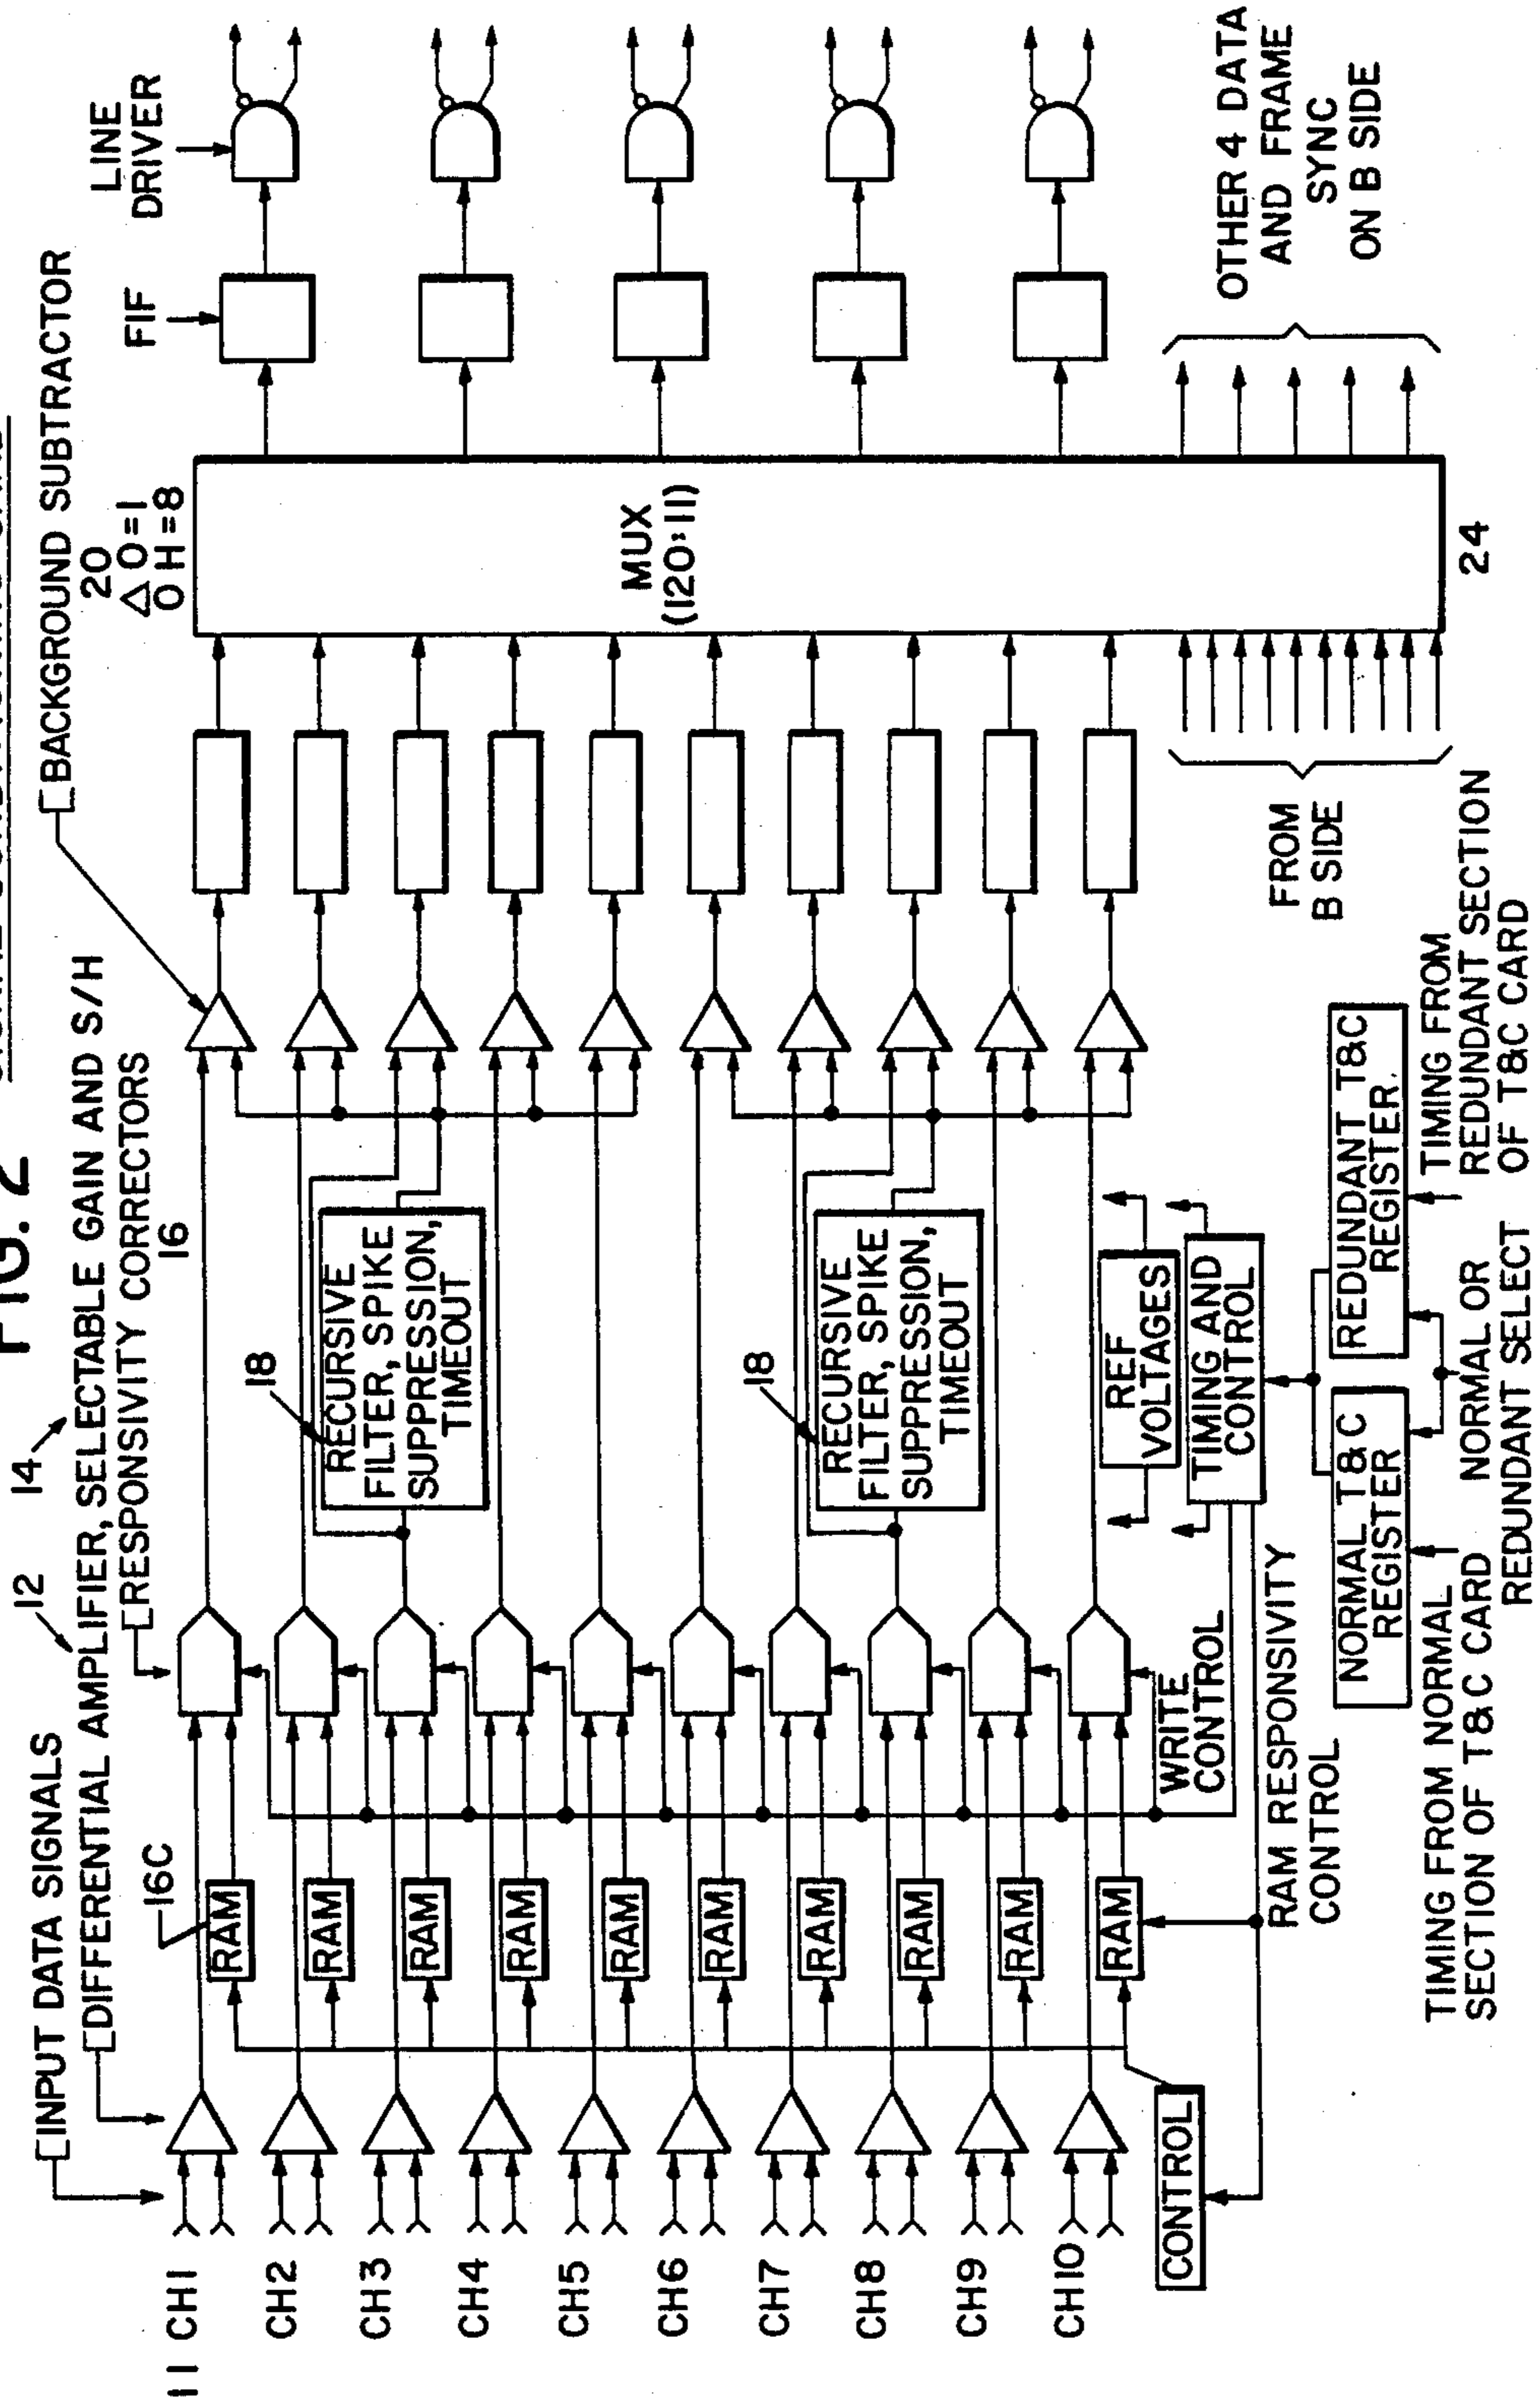 FIG. 2
INPUT DATA SIGNALS
12
14
DIFFERENTIAL AMPLIFIER, SELECTABLE GAIN AND S/H
RESPONSIVITY CORRECTORS
16
BACKGROUND SUBTRACTOR
20
△ O=1
O H=8
FIF
LINE
DRIVER
11
CH1
CH2
CH3
CH4
CH5
CH6
CH7
CH8
CH9
CH10
16C
RAM
RAM
RAM
RAM
RAM
RAM
RAM
RAM
RAM
RAM
18
RECURSIVE
FILTER, SPIKE
SUPPRESSION,
TIMEOUT
18
RECURSIVE
FILTER, SPIKE
SUPPRESSION,
TIMEOUT
MUX
(120:11)
24
CONTROL
WRITE
CONTROL
RAM RESPONSIVITY
CONTROL
REF
VOLTAGES
TIMING AND
CONTROL
FROM
B SIDE
OTHER 4 DATA
AND FRAME
SYNC
ON B SIDE
NORMAL T&C
REGISTER
REDUNDANT T&C
REGISTER
TIMING FROM NORMAL
SECTION OF T&C CARD
NORMAL OR
REDUNDANT SELECT
TIMING FROM
REDUNDANT SECTION
OF T&C CARD